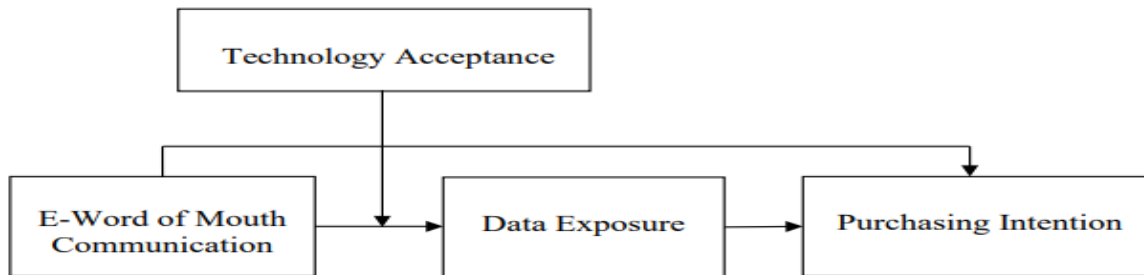 Technology Acceptance
E-Word of Mouth
Communication
Data Exposure
Purchasing Intention